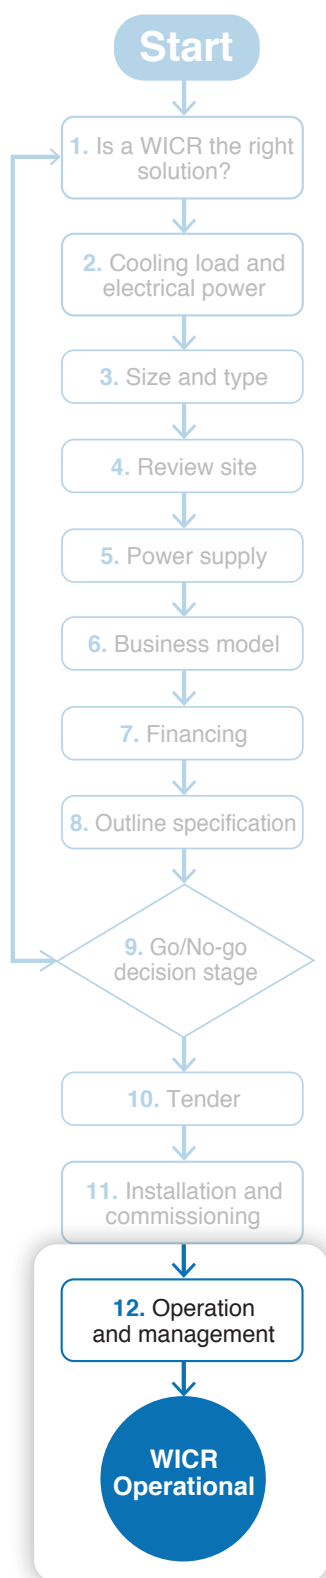 Start
1. Is a WICR the right
solution?
2. Cooling load and
electrical power
3. Size and type
4. Review site
5. Power supply
6. Business model
7. Financing
8. Outline specification
9. Go/No-go
decision stage
10. Tender
11. Installation and
commissioning
12. Operation
and management
WICR
Operational